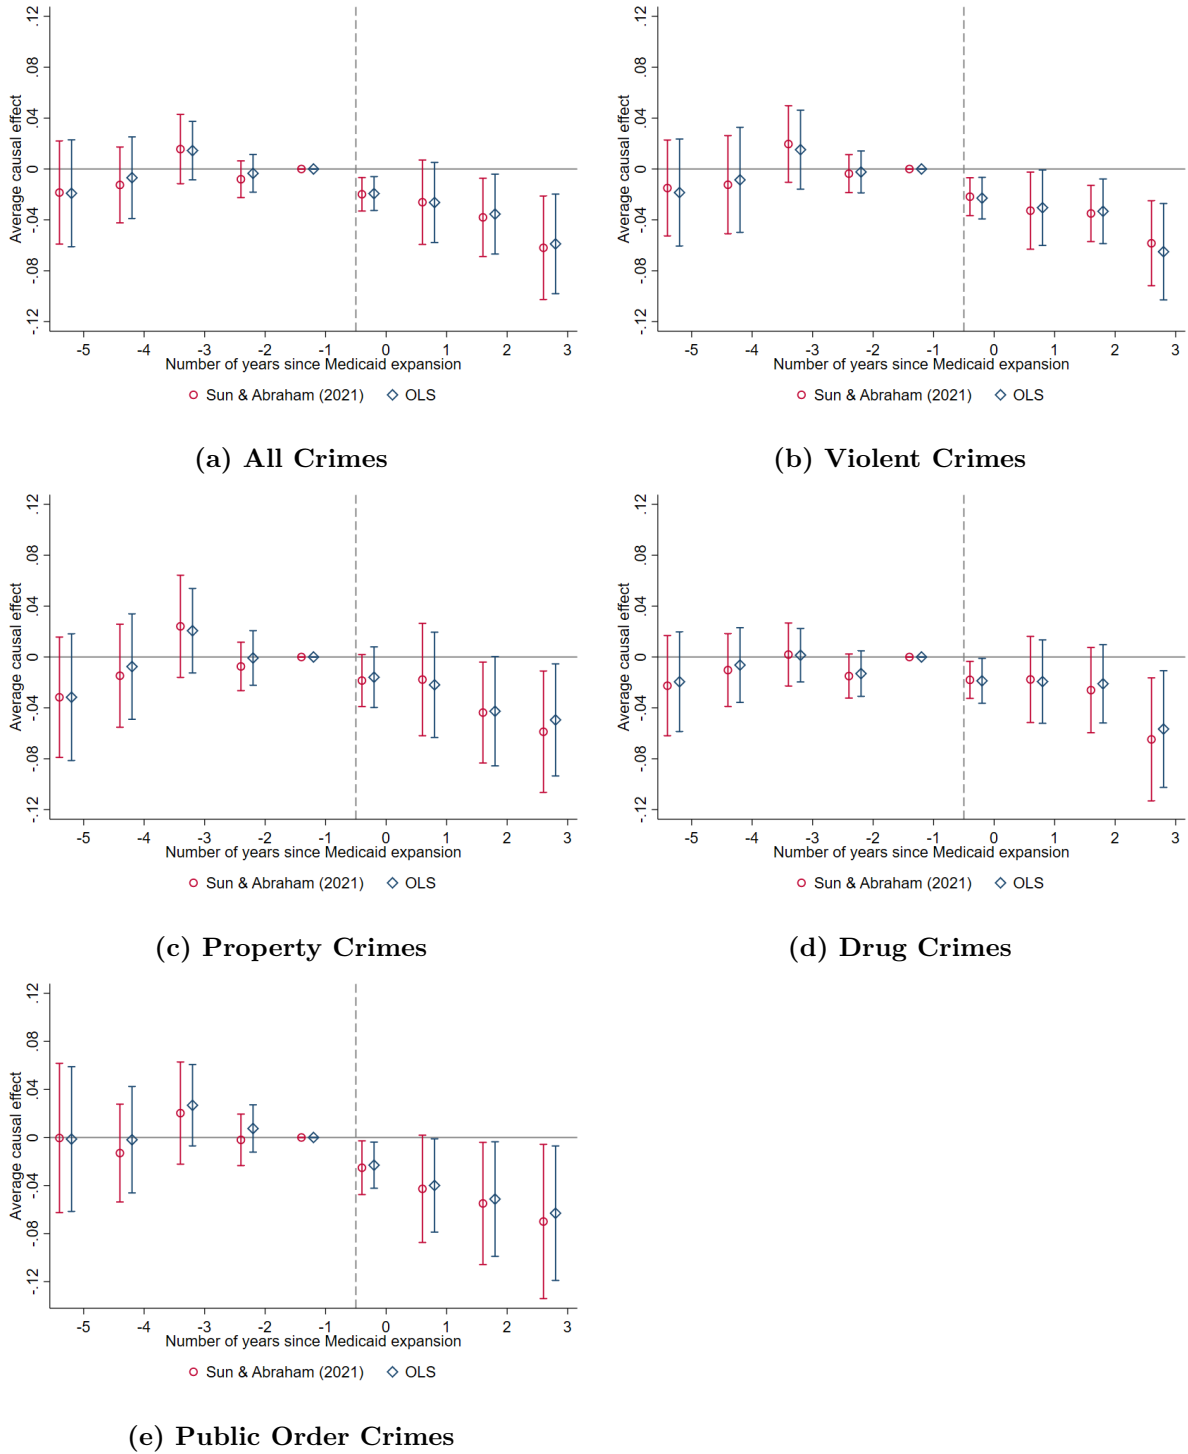 .12
.08
.04
0
-.04
-.08
-.12
Average causal effect
-5 -4 -3 -2 -1 0 1 2 3
Number of years since Medicaid expansion
Sun & Abraham (2021) OLS
(a) All Crimes
.12
.08
.04
0
-.04
-.08
-.12
Average causal effect
-5 -4 -3 -2 -1 0 1 2 3
Number of years since Medicaid expansion
Sun & Abraham (2021) OLS
(b) Violent Crimes
.12
.08
.04
0
-.04
-.08
-.12
Average causal effect
-5 -4 -3 -2 -1 0 1 2 3
Number of years since Medicaid expansion
Sun & Abraham (2021) OLS
(c) Property Crimes
.12
.08
.04
0
-.04
-.08
-.12
Average causal effect
-5 -4 -3 -2 -1 0 1 2 3
Number of years since Medicaid expansion
Sun & Abraham (2021) OLS
(d) Drug Crimes
.12
.08
.04
0
-.04
-.08
-.12
Average causal effect
-5 -4 -3 -2 -1 0 1 2 3
Number of years since Medicaid expansion
Sun & Abraham (2021) OLS
(e) Public Order Crimes